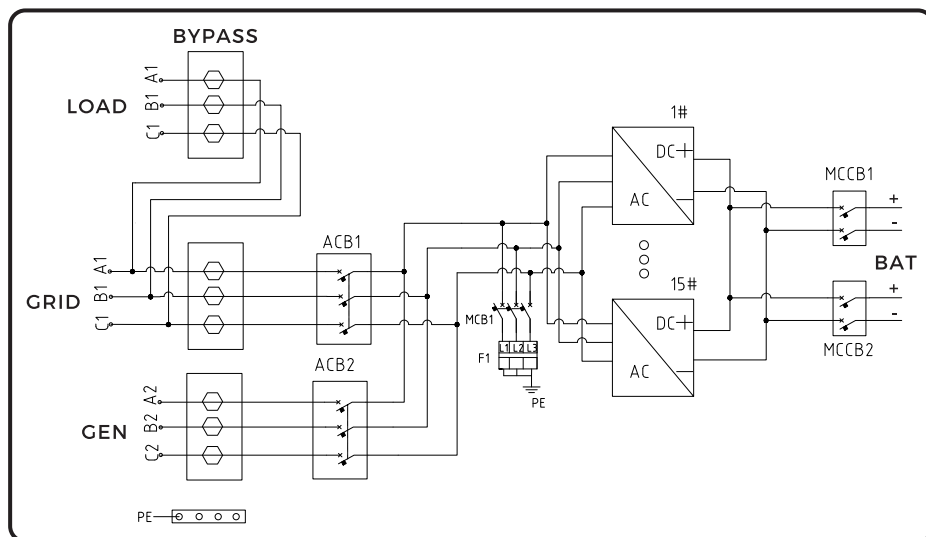 BYPASS
LOAD
A1
B1
C1
GRID
A1
B1
C1
ACB1
GEN
A2
B2
C2
ACB2
PE
MCB1
F1
L1 L2 L3
PE
1#
DC+
AC
15#
DC+
AC
MCCB1
+
-
BAT
+
-
MCCB2